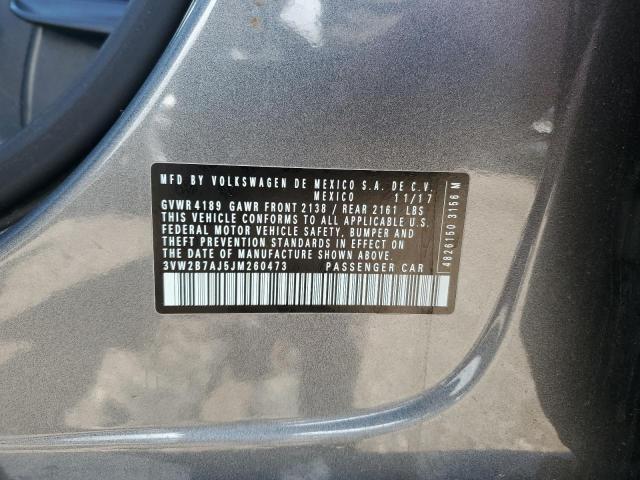 MFD BY VOLKSWAGEN DE MEXICO S.A. DE C.V.
MEXICO 11/17
GVWR4189 GAWR FRONT 2138 / REAR 2161 LBS
THIS VEHICLE CONFORMS TO ALL APPLICABLE U.S.
FEDERAL MOTOR VEHICLE SAFETY, BUMPER AND
THEFT PREVENTION STANDARDS IN EFFECT ON
THE DATE OF MANUFACTURE SHOWN ABOVE.
3VW2B7AJ5JM260473 PASSENGER CAR
4826150 3156 M